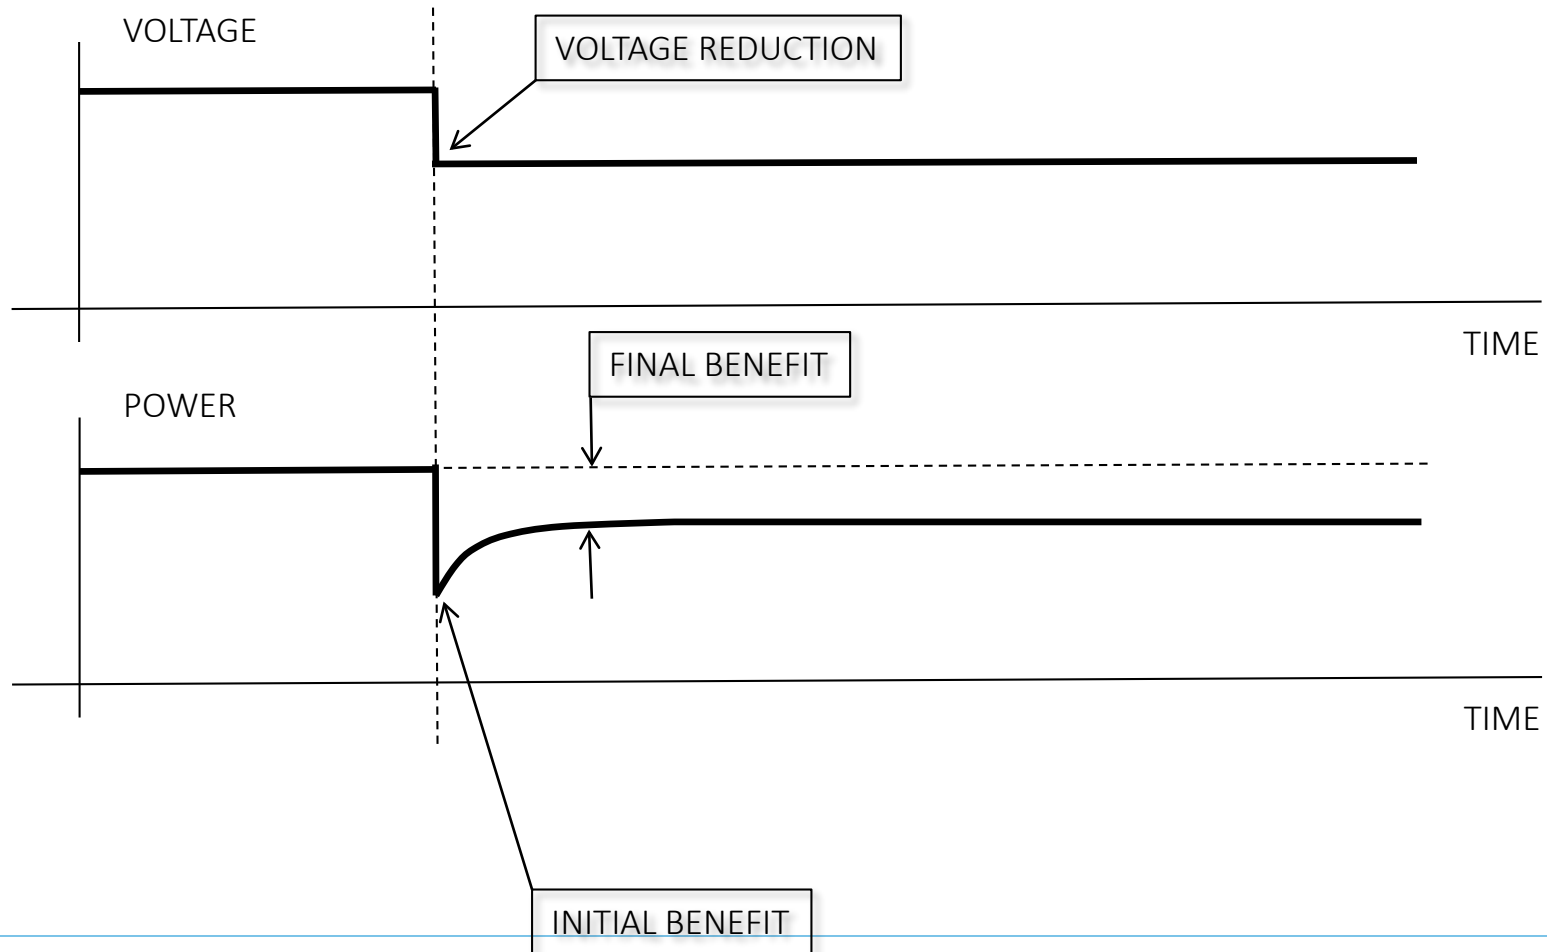 VOLTAGE
VOLTAGE REDUCTION
TIME
FINAL BENEFIT
POWER
TIME
INITIAL BENEFIT